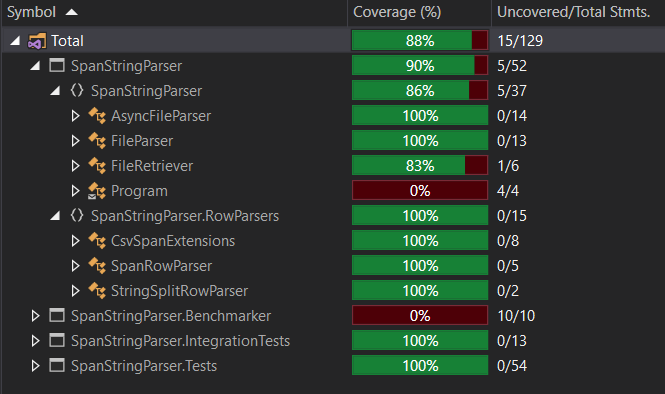 Symbol Coverage (%) Uncovered/Total Stmts.
Total 88% 15/129
SpanStringParser 90% 5/52
SpanStringParser 86% 5/37
AsyncFileParser 100% 0/14
FileParser 100% 0/13
FileRetriever 83% 1/6
Program 0% 4/4
SpanStringParser.RowParsers 100% 0/15
CsvSpanExtensions 100% 0/8
SpanRowParser 100% 0/5
StringSplitRowParser 100% 0/2
SpanStringParser.Benchmarker 0% 10/10
SpanStringParser.IntegrationTests 100% 0/13
SpanStringParser.Tests 100% 0/54